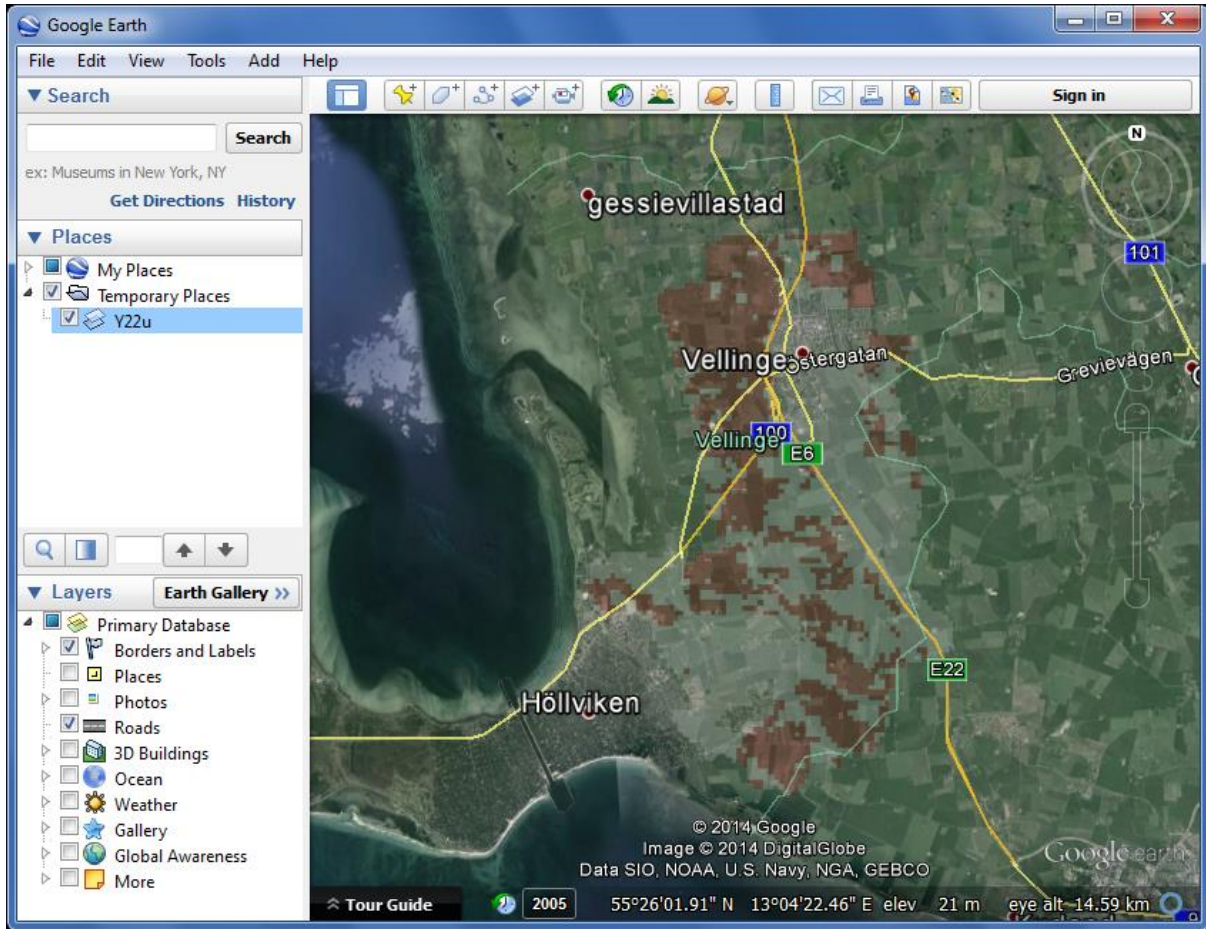 Google Earth
File Edit View Tools Add Help
Search
Search
ex: Museums in New York, NY
Get Directions History
Places
My Places
Temporary Places
Y22u
Layers
Earth Gallery >>
Primary Database
Borders and Labels
Places
Photos
Roads
3D Buildings
Ocean
Weather
Gallery
Global Awareness
More
Sign in
N
gessievillastad
101
Vellinge
Östergatan
Grevievägen
100
Vellinge
E6
E22
Höllviken
© 2014 Google
Image © 2014 DigitalGlobe
Data SIO, NOAA, U.S. Navy, NGA, GEBCO
Google earth
Tour Guide
2005
55°26'01.91" N 13°04'22.46" E elev 21 m eye alt 14.59 km
9